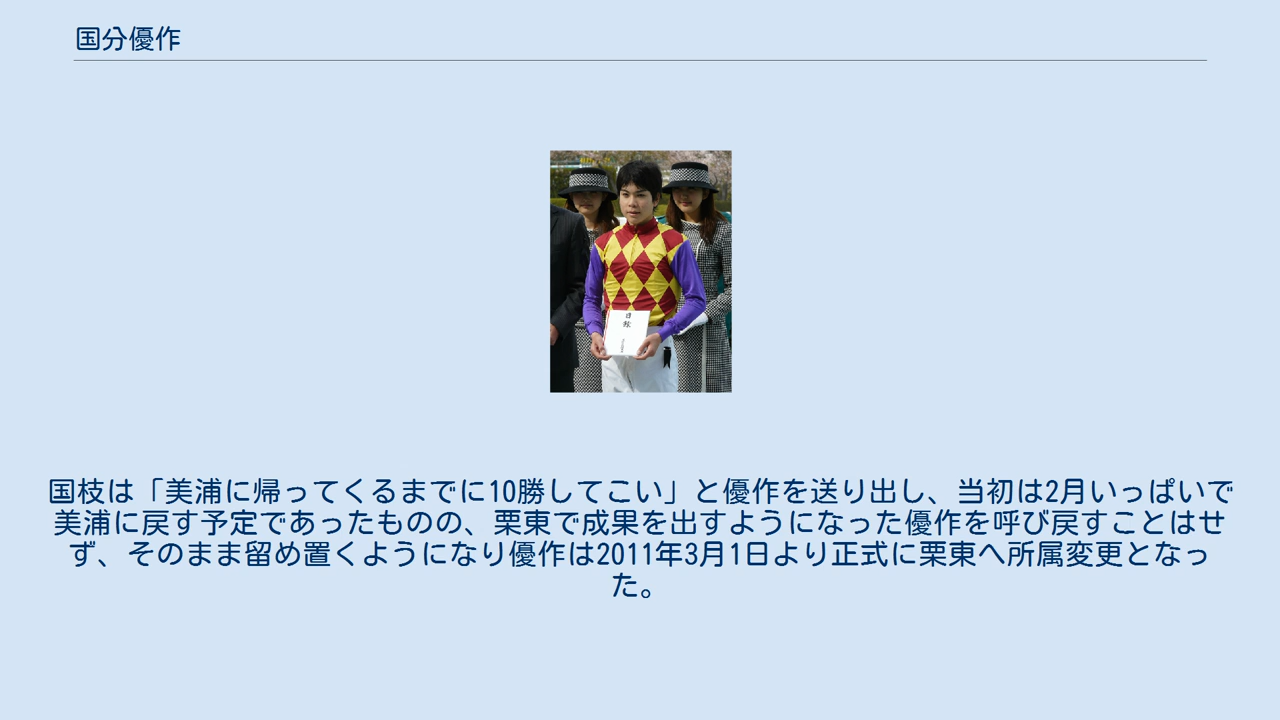 国分優作
国枝は「美浦に帰ってくるまでに10勝してこい」と優作を送り出し、当初は2月いっぱいで
美浦に戻す予定であったものの、栗東で成果を出すようになった優作を呼び戻すことはせ
ず、そのまま留め置くようになり優作は2011年3月1日より正式に栗東へ所属変更となっ
た。